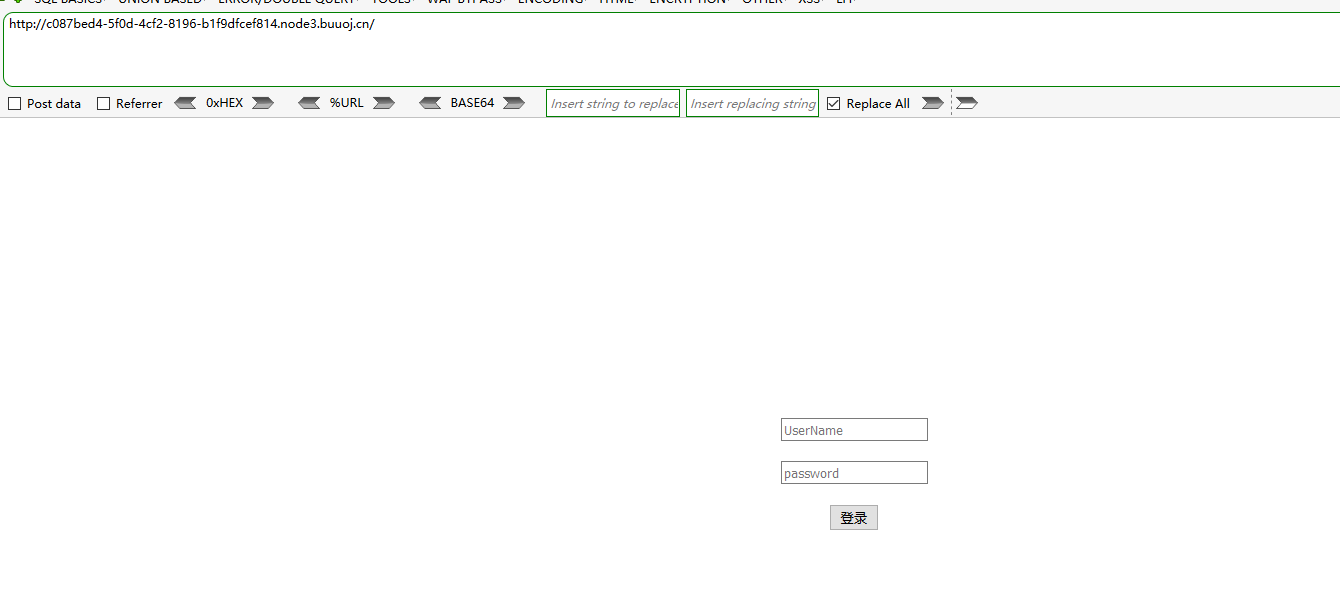 SQL BASICS UNION BASED ERROR/DOUBLE QUERY TOOLS WAF BYPASS ENCODING HTML ENCRYPTION OTHER XSS LFI
http://c087bed4-5f0d-4cf2-8196-b1f9dfcef814.node3.buuoj.cn/
Post data Referrer 0xHEX %URL BASE64 Insert string to replace Insert replacing string Replace All
UserName
password
登录